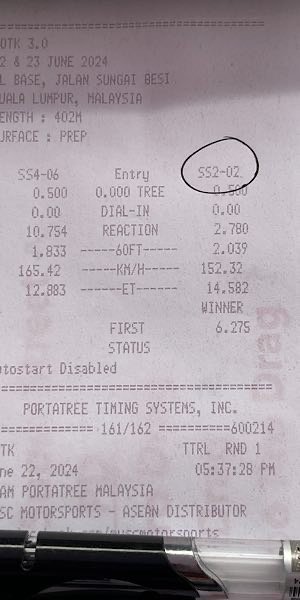 OTK 3.0
2 & 23 JUNE 2024
L BASE, JALAN SUNGAI BESI
UALA LUMPUR, MALAYSIA
ENGTH : 402M
URFACE : PREP
SS4-06 Entry SS2-02
0.500 0.000 TREE 0.500
0.00 DIAL-IN 0.00
10.754 REACTION 2.780
1.833 -----60FT----- 2.039
165.42 -----KM/H----- 152.32
12.883 ------ET------ 14.582
WINNER
FIRST 6.275
STATUS
utostart Disabled
PORTATREE TIMING SYSTEMS, INC.
============ 161/162 ==========600214
TK TTRL RND 1
ne 22, 2024 05:37:28 PM
AM PORTATREE MALAYSIA
SC MOTORSPORTS - ASEAN DISTRIBUTOR